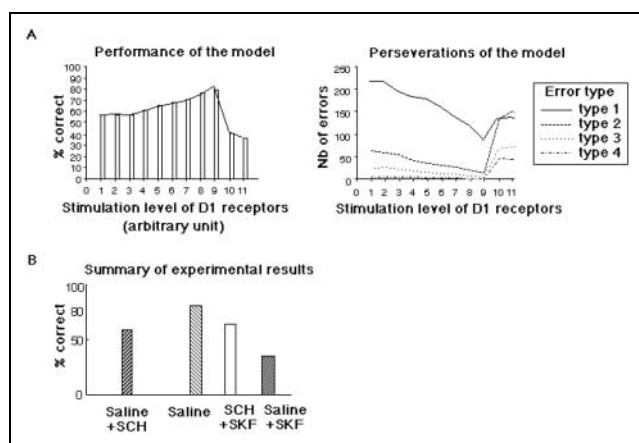 A
Performance of the model
% correct
100
90
80
70
60
50
40
30
20
10
0
0 1 2 3 4 5 6 7 8 9 10 11
Stimulation level of D1 receptors
(arbitrary unit)
Perseverations of the model
Nb of errors
250
200
150
100
50
0
0 1 2 3 4 5 6 7 8 9 10 11
Stimulation level of D1 receptors
Error type
type 1
type 2
type 3
type 4
B
Summary of experimental results
% correct
100
80
50
0
Saline
+SCH
Saline
SCH
+SKF
Saline
+SKF